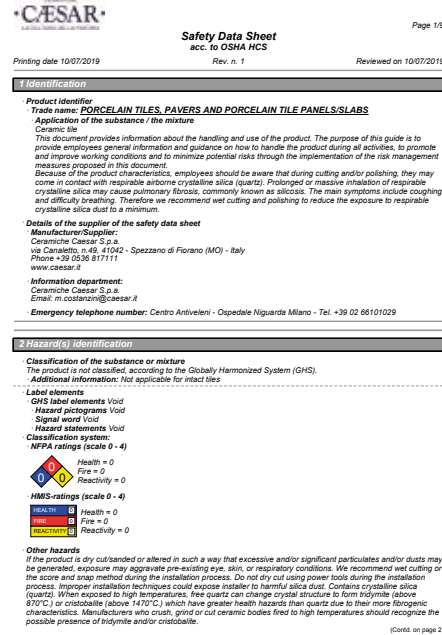 ·CÆSAR·
Page 1/9
Safety Data Sheet
acc. to OSHA HCS
Printing date 10/07/2019 Rev. n. 1 Reviewed on 10/07/2019
1 Identification
· Product identifier
· Trade name: PORCELAIN TILES, PAVERS AND PORCELAIN TILE PANELS/SLABS
· Application of the substance / the mixture
Ceramic tile
This document provides information about the handling and use of the product. The purpose of this guide is to
provide employees general information and guidance on how to handle the product during all activities, to promote
and improve working conditions and to minimize potential risks through the implementation of the risk management
measures proposed in this document.
Because of the product characteristics, employees should be aware that during cutting and/or polishing, they may
come in contact with respirable airborne crystalline silica (quartz). Prolonged or massive inhalation of respirable
crystalline silica may cause pulmonary fibrosis, commonly known as silicosis. The main symptoms include coughing
and difficulty breathing. Therefore we recommend wet cutting and polishing to reduce the exposure to respirable
crystalline silica dust to a minimum.
· Details of the supplier of the safety data sheet
· Manufacturer/Supplier:
Ceramiche Caesar S.p.a.
via Canaletto, n.49, 41042 - Spezzano di Fiorano (MO) - Italy
Phone +39 0536 817111
www.caesar.it
· Information department:
Ceramiche Caesar S.p.a.
Email: m.costanzini@caesar.it
· Emergency telephone number: Centro Antiveleni - Ospedale Niguarda Milano - Tel. +39 02 66101029
2 Hazard(s) identification
· Classification of the substance or mixture
The product is not classified, according to the Globally Harmonized System (GHS).
· Additional information: Not applicable for intact tiles
· Label elements
· GHS label elements Void
· Hazard pictograms Void
· Signal word Void
· Hazard statements Void
· Classification system:
· NFPA ratings (scale 0 - 4)
0
0 0
Health = 0
Fire = 0
Reactivity = 0
· HMIS-ratings (scale 0 - 4)
HEALTH 0 Health = 0
FIRE 0 Fire = 0
REACTIVITY 0 Reactivity = 0
· Other hazards
If the product is dry cut/sanded or altered in such a way that excessive and/or significant particulates and/or dusts may
be generated, exposure may aggravate pre-existing eye, skin, or respiratory conditions. We recommend wet cutting or
the score and snap method during the installation process. Do not dry cut using power tools during the installation
process. Improper installation techniques could expose installer to harmful silica dust. Contains crystalline silica
(quartz). When exposed to high temperatures, free quartz can change crystal structure to form tridymite (above
870°C.) or cristobalite (above 1470°C.) which have greater health hazards than quartz due to their more fibrogenic
characteristics. Manufacturers who crush, grind or cut ceramic bodies fired to high temperatures should recognize the
possible presence of tridymite and/or cristobalite.
(Contd. on page 2